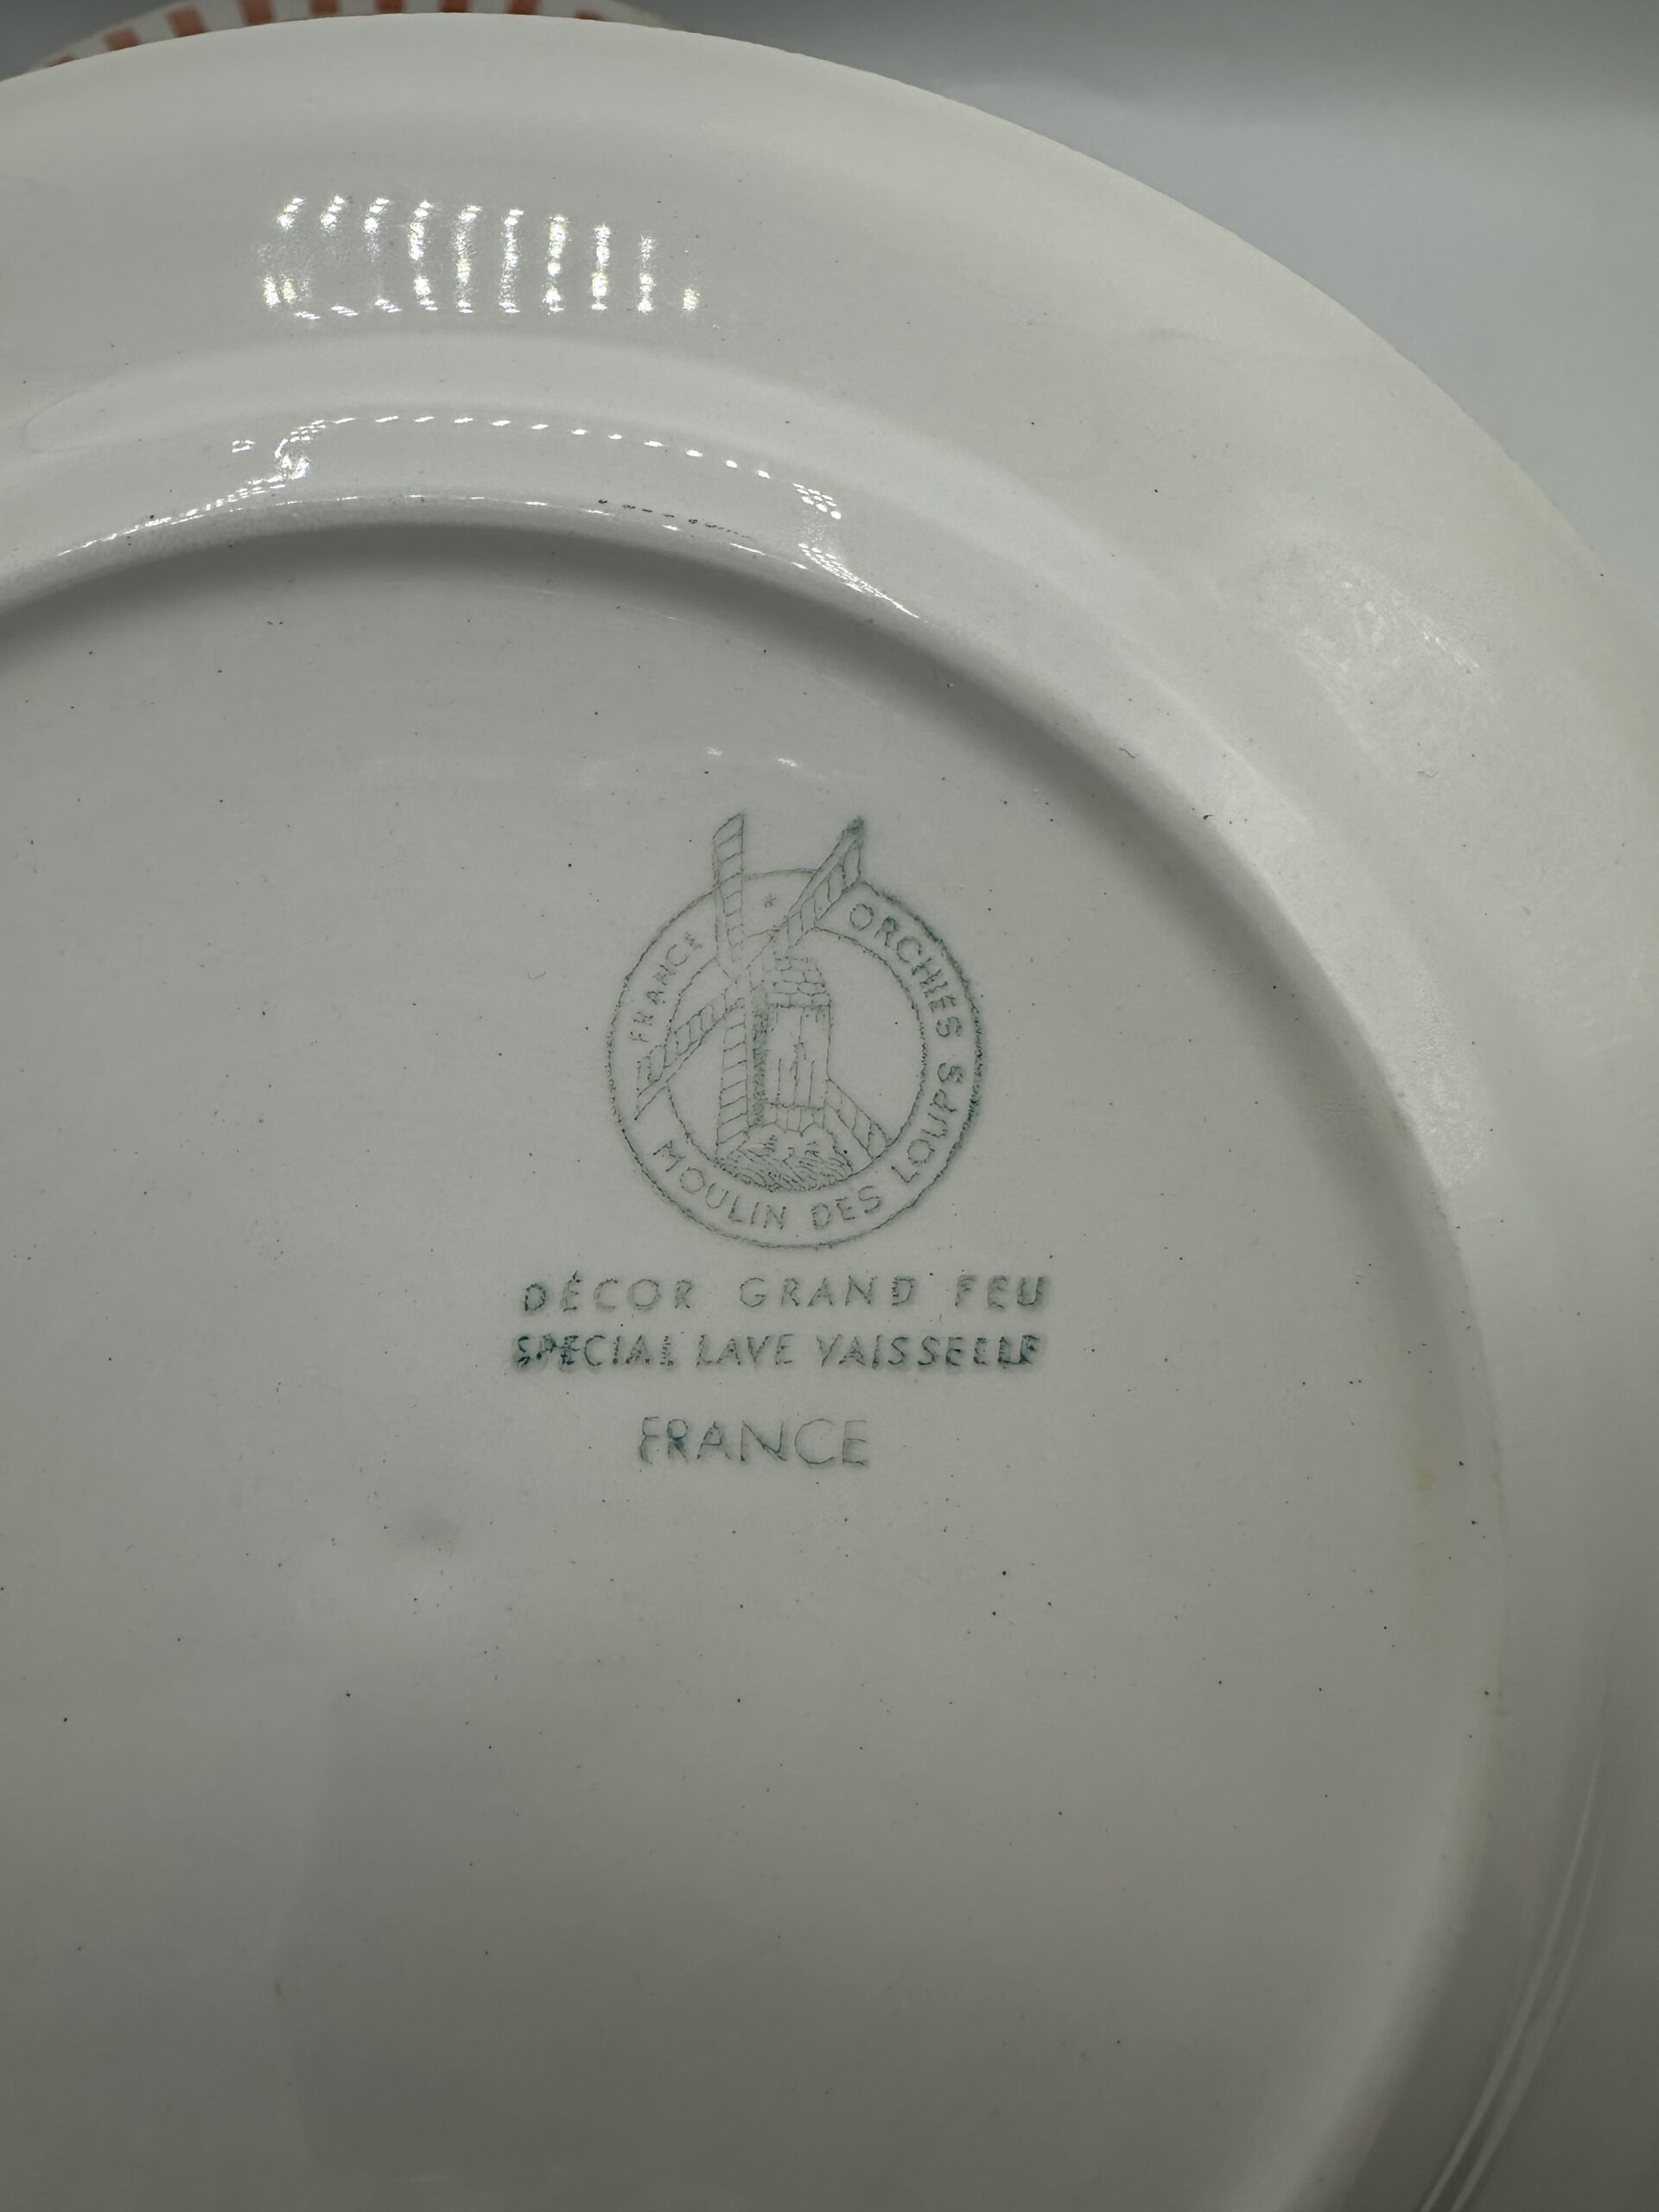 FRANCE * ORCHIES
MOULIN DES LOUPS
DÉCOR GRAND FEU
SPECIAL LAVE VAISSELLE
FRANCE